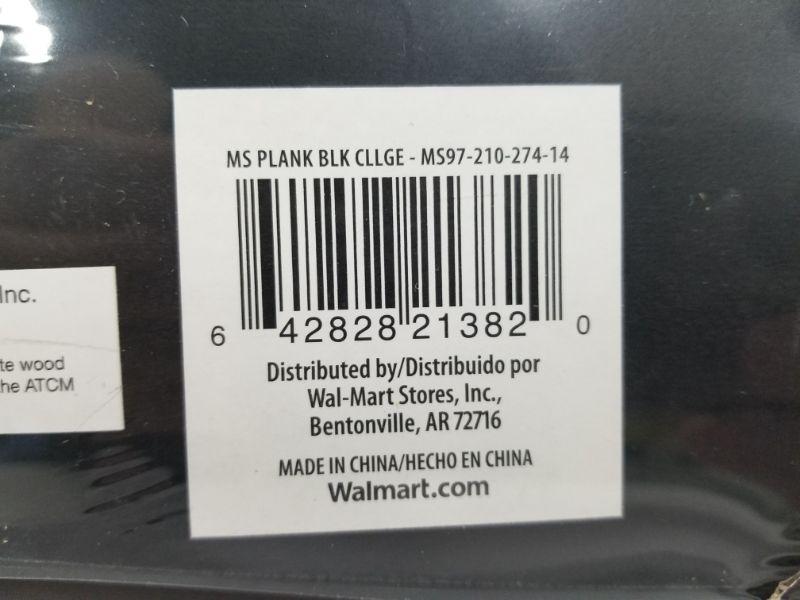 MS PLANK BLK CLLGE - MS97-210-274-14
6 42828 21382 0
Distributed by/Distribuido por
Wal-Mart Stores, Inc.,
Bentonville, AR 72716
MADE IN CHINA/HECHO EN CHINA
Walmart.com
Inc.
te wood
the ATCM